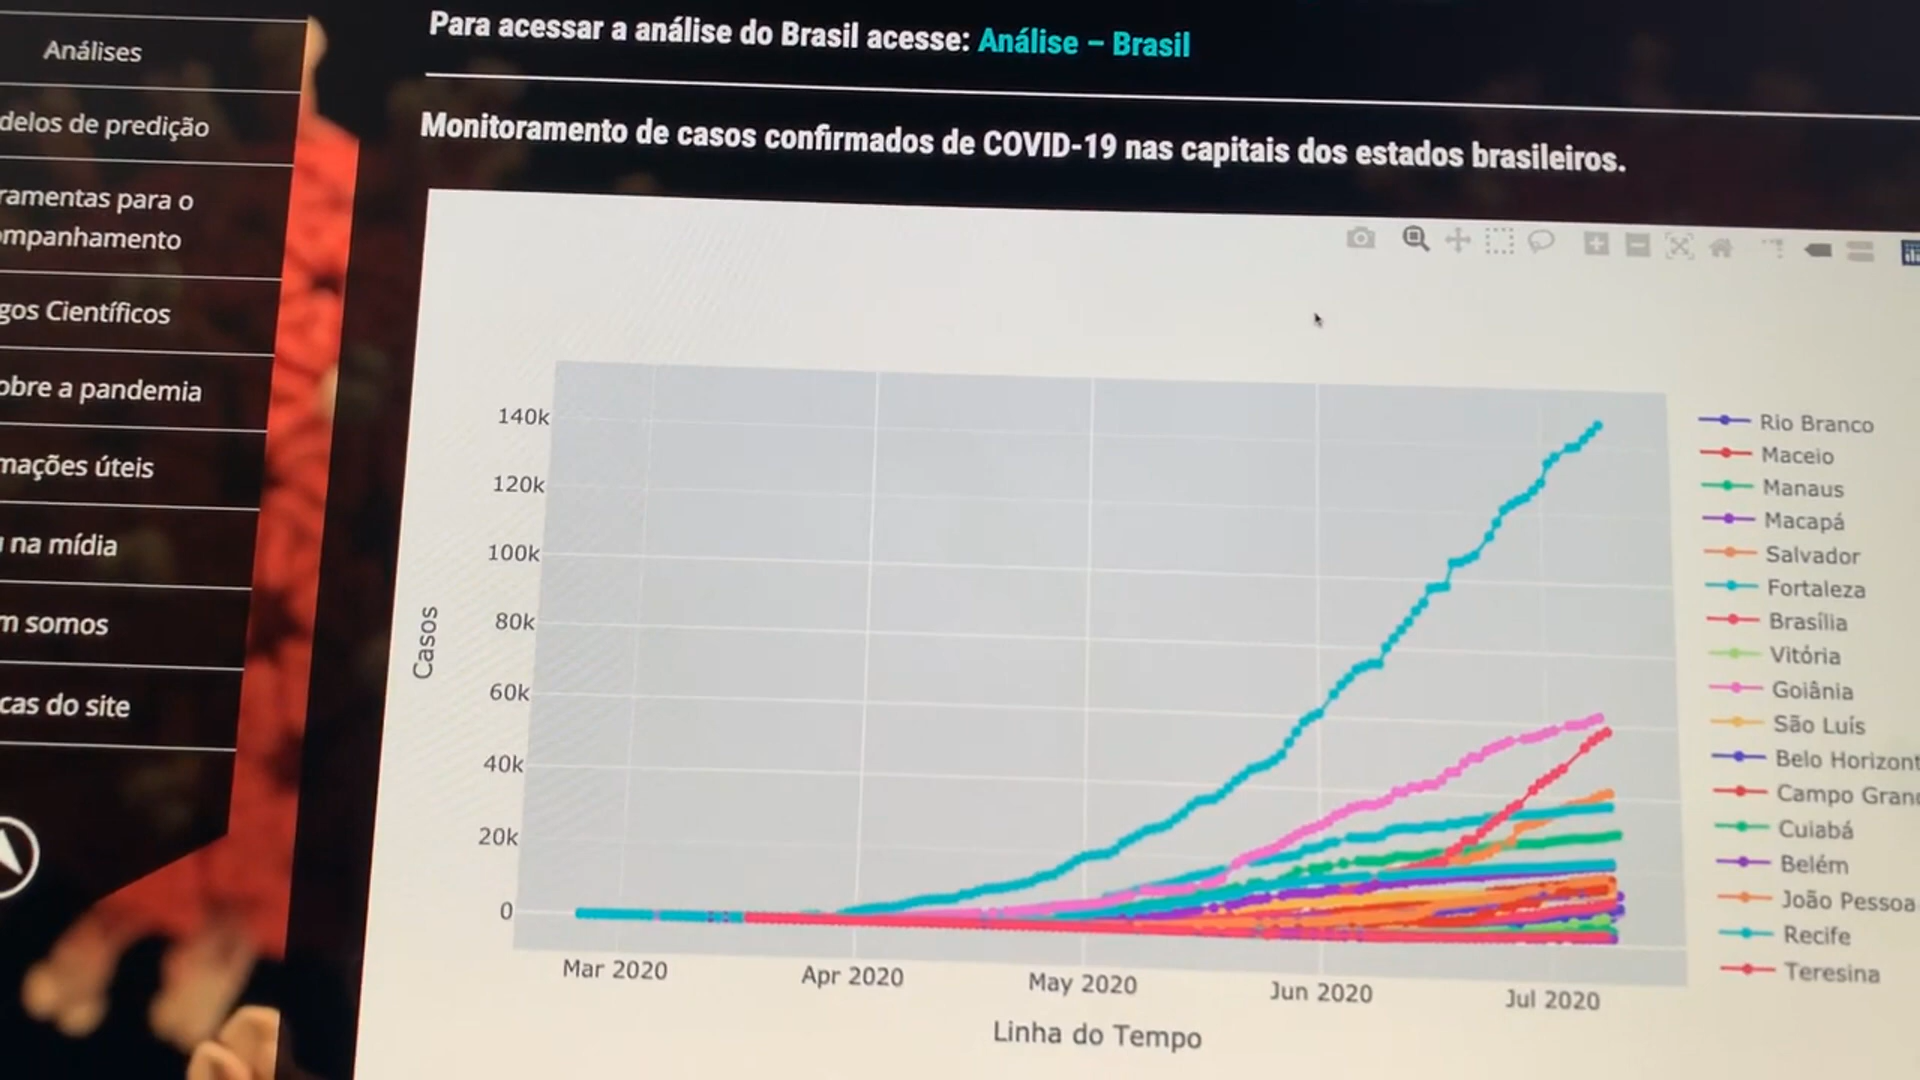 Análises
delos de predição
ramentas para o
ompanhamento
gos Científicos
obre a pandemia
mações úteis
na mídia
m somos
cas do site
Para acessar a análise do Brasil acesse: Análise – Brasil
Monitoramento de casos confirmados de COVID-19 nas capitais dos estados brasileiros.
140k
120k
100k
80k
60k
40k
20k
0
Casos
Mar 2020
Apr 2020
May 2020
Jun 2020
Jul 2020
Linha do Tempo
Rio Branco
Maceio
Manaus
Macapá
Salvador
Fortaleza
Brasília
Vitória
Goiânia
São Luís
Belo Horizont
Campo Grand
Cuiabá
Belém
João Pessoa
Recife
Teresina